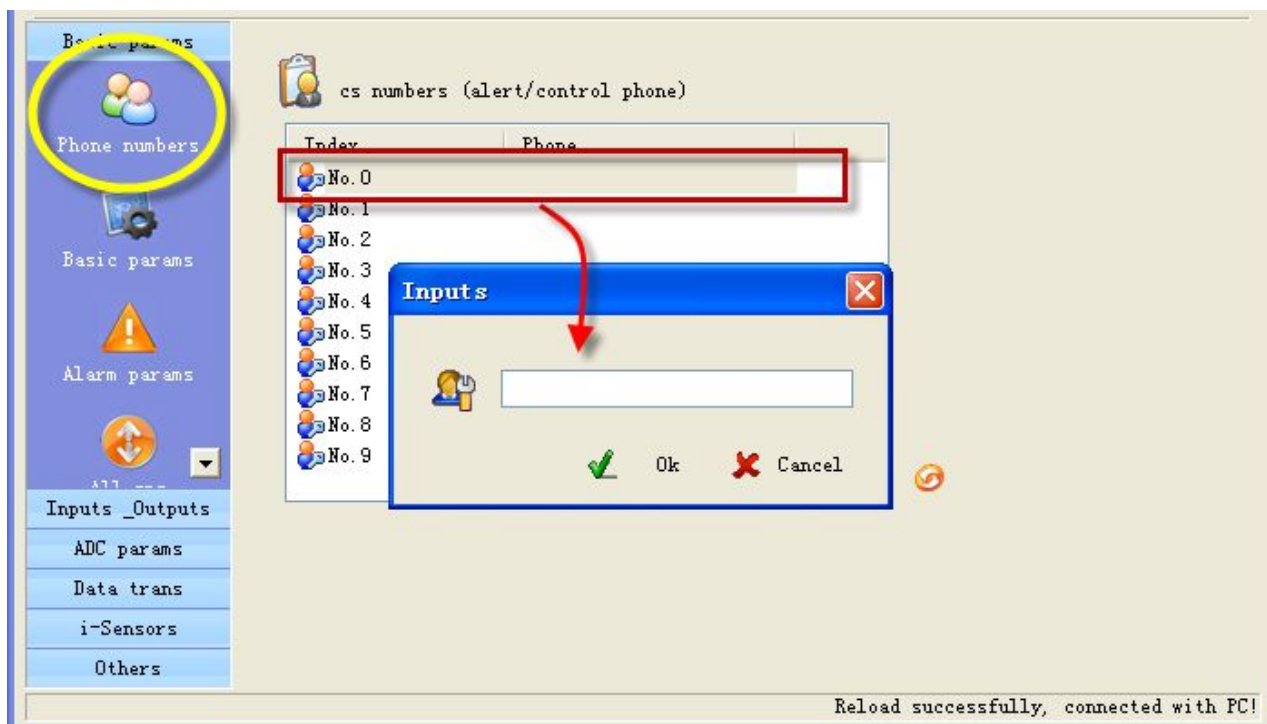 Basic params
cs numbers (alert/control phone)
Phone numbers
Index Phone
No.0
No.1
No.2
Basic params
No.3
Inputs
No.4
No.5
No.6
Alarm params
No.7
No.8
No.9
Ok Cancel
Inputs _Outputs
ADC params
Data trans
i-Sensors
Others
Reload successfully, connected with PC!